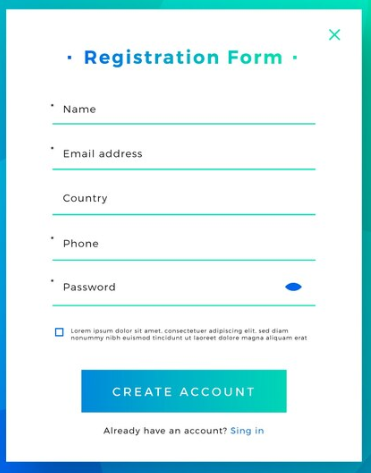 · Registration Form ·
* Name
* Email address
Country
* Phone
* Password
Lorem ipsum dolor sit amet, consectetuer adipiscing elit, sed diam
nonummy nibh euismod tincidunt ut laoreet dolore magna aliquam erat
CREATE ACCOUNT
Already have an account? Sing in